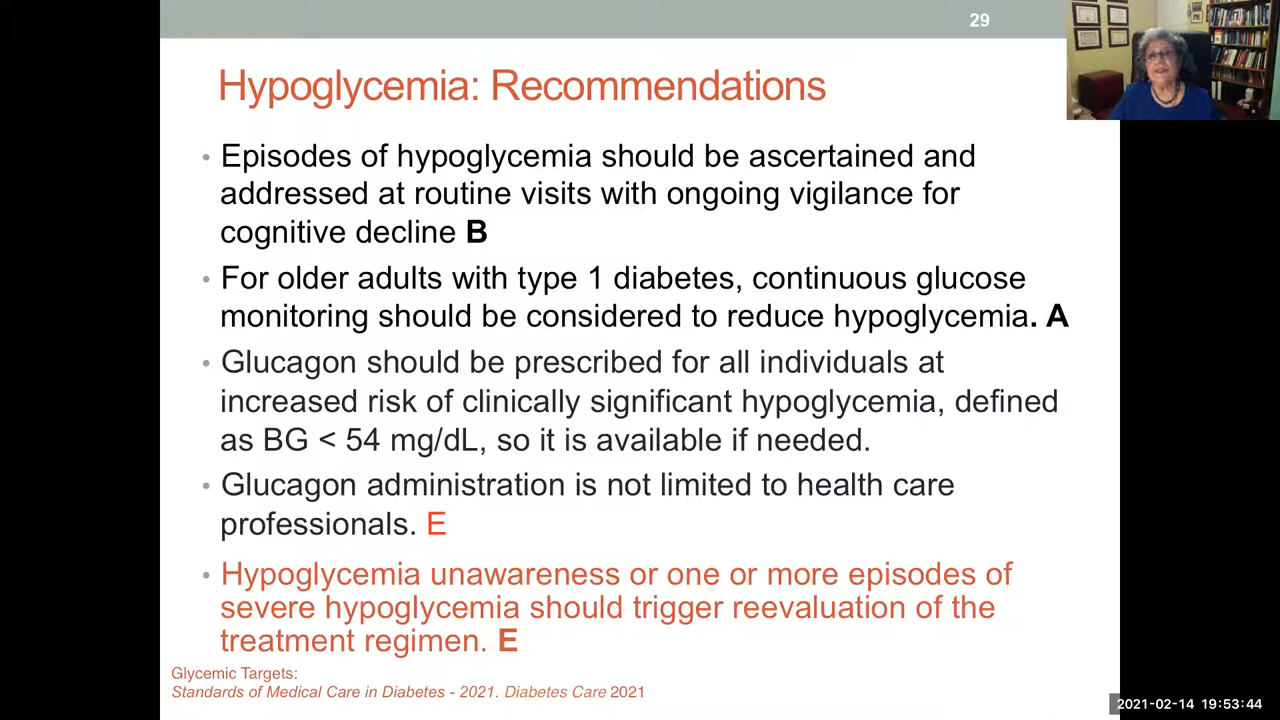 29
Hypoglycemia: Recommendations
• Episodes of hypoglycemia should be ascertained and
addressed at routine visits with ongoing vigilance for
cognitive decline B
• For older adults with type 1 diabetes, continuous glucose
monitoring should be considered to reduce hypoglycemia. A
• Glucagon should be prescribed for all individuals at
increased risk of clinically significant hypoglycemia, defined
as BG < 54 mg/dL, so it is available if needed.
• Glucagon administration is not limited to health care
professionals. E
• Hypoglycemia unawareness or one or more episodes of
severe hypoglycemia should trigger reevaluation of the
treatment regimen. E
Glycemic Targets:
Standards of Medical Care in Diabetes - 2021. Diabetes Care 2021
2021-02-14 19:53:44